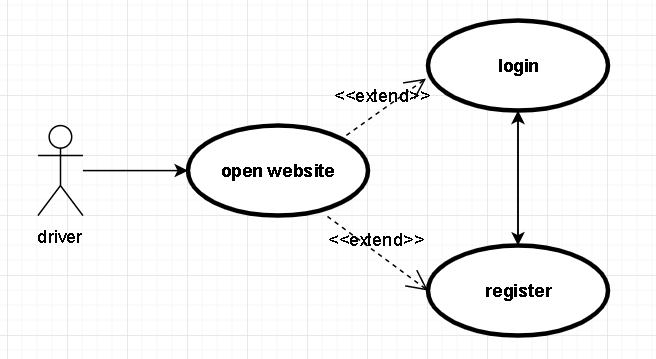 login
<<extend>>
open website
driver
<<extend>>
register